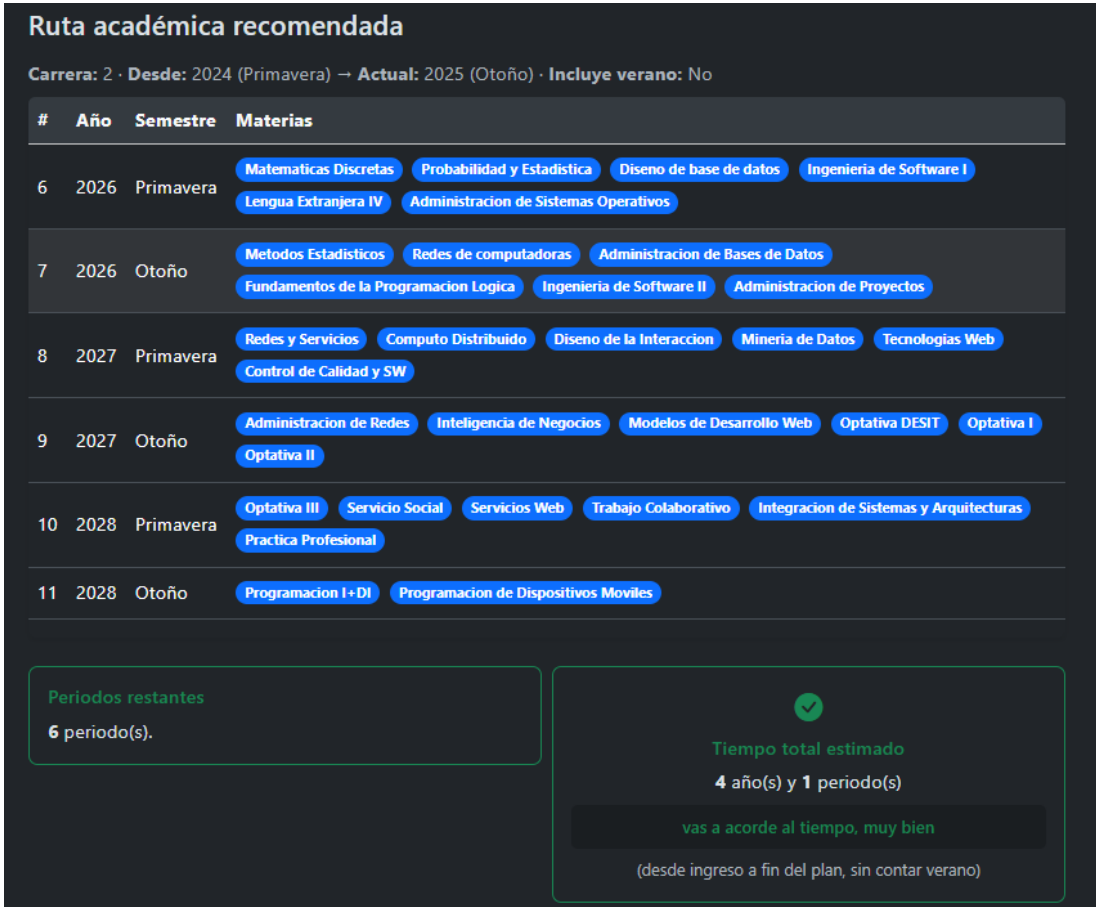 Ruta académica recomendada
Carrera: 2 · Desde: 2024 (Primavera) → Actual: 2025 (Otoño) · Incluye verano: No
# Año Semestre Materias
Matematicas Discretas Probabilidad y Estadistica Diseno de base de datos Ingenieria de Software I
6 2026 Primavera
Lengua Extranjera IV Administracion de Sistemas Operativos
Metodos Estadisticos Redes de computadoras Administracion de Bases de Datos
7 2026 Otoño
Fundamentos de la Programacion Logica Ingenieria de Software II Administracion de Proyectos
Redes y Servicios Computo Distribuido Diseno de la Interaccion Mineria de Datos Tecnologias Web
8 2027 Primavera
Control de Calidad y SW
Administracion de Redes Inteligencia de Negocios Modelos de Desarrollo Web Optativa DESIT Optativa I
9 2027 Otoño
Optativa II
Optativa III Servicio Social Servicios Web Trabajo Colaborativo Integracion de Sistemas y Arquitecturas
10 2028 Primavera
Practica Profesional
11 2028 Otoño Programacion I+DI Programacion de Dispositivos Moviles
Periodos restantes
6 periodo(s).
Tiempo total estimado
4 año(s) y 1 periodo(s)
vas a acorde al tiempo, muy bien
(desde ingreso a fin del plan, sin contar verano)